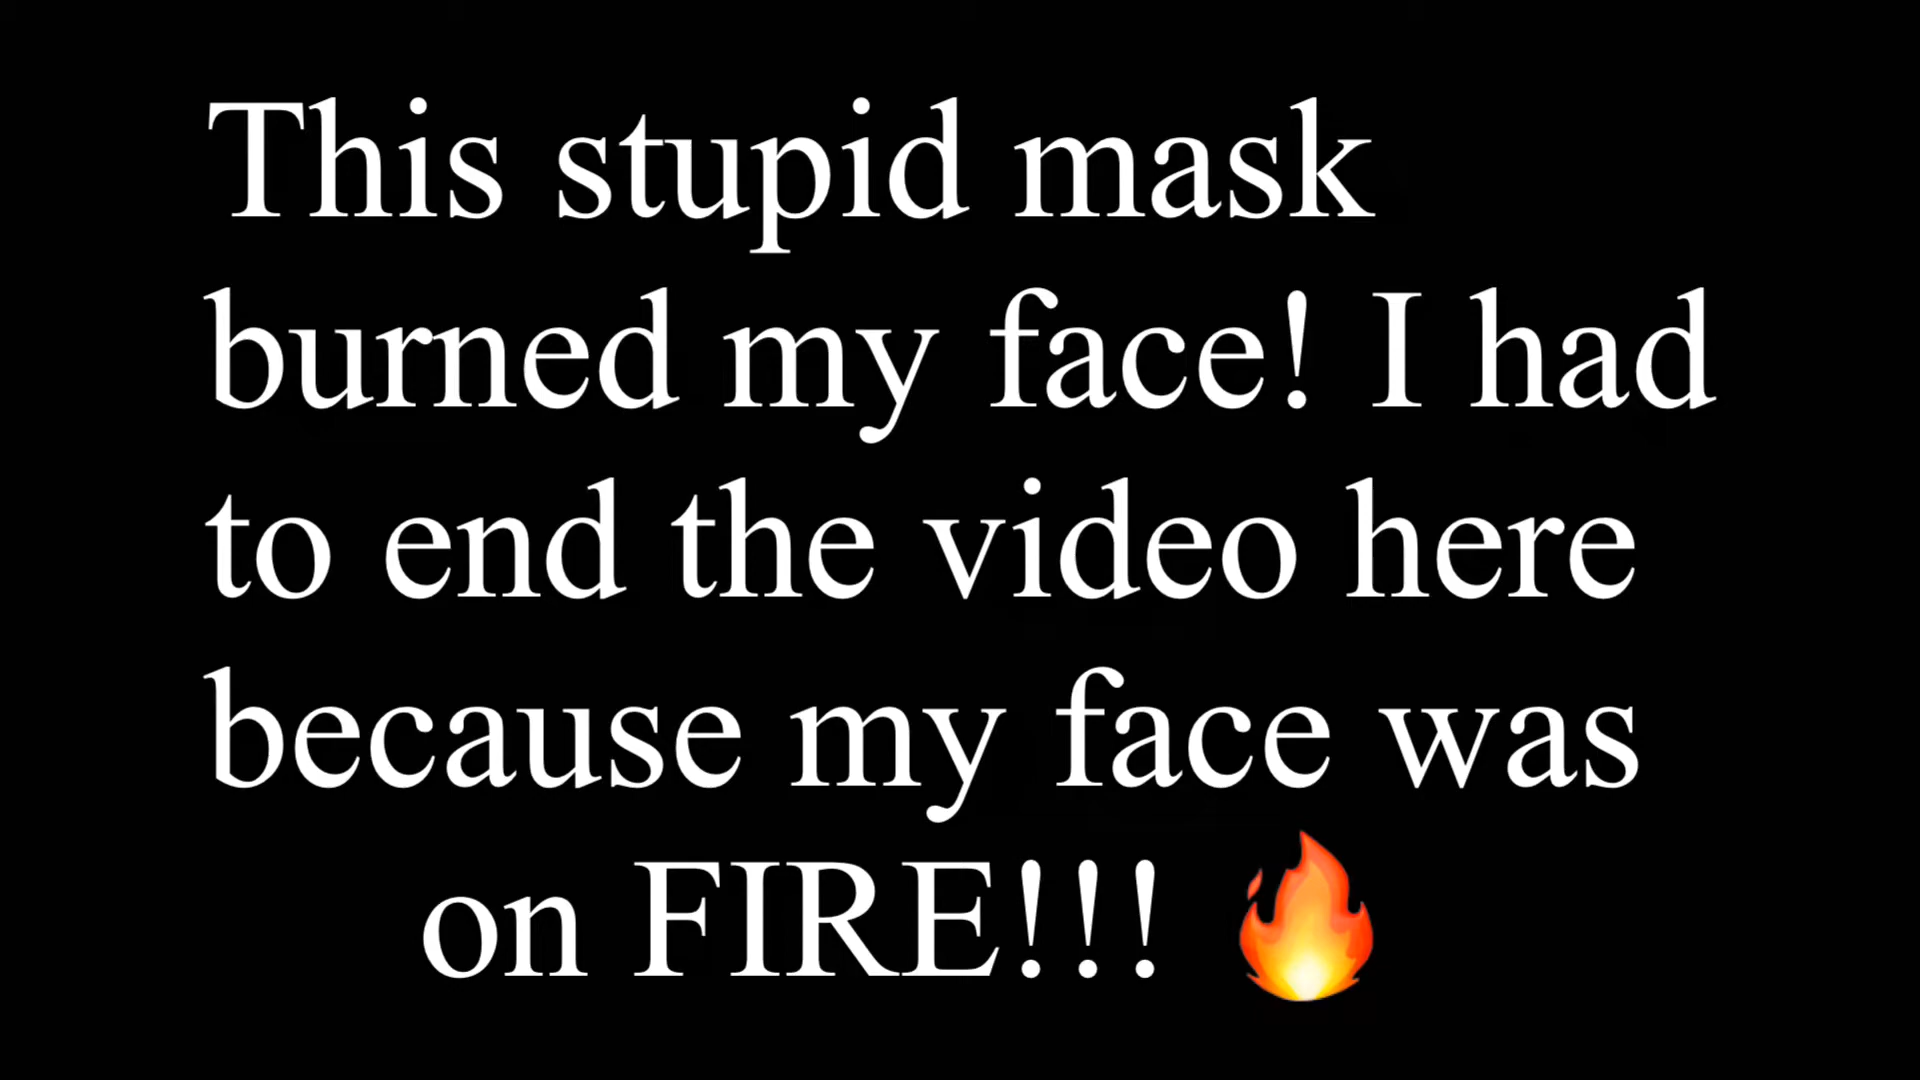 This stupid mask
burned my face! I had
to end the video here
because my face was
on FIRE!!! 🔥